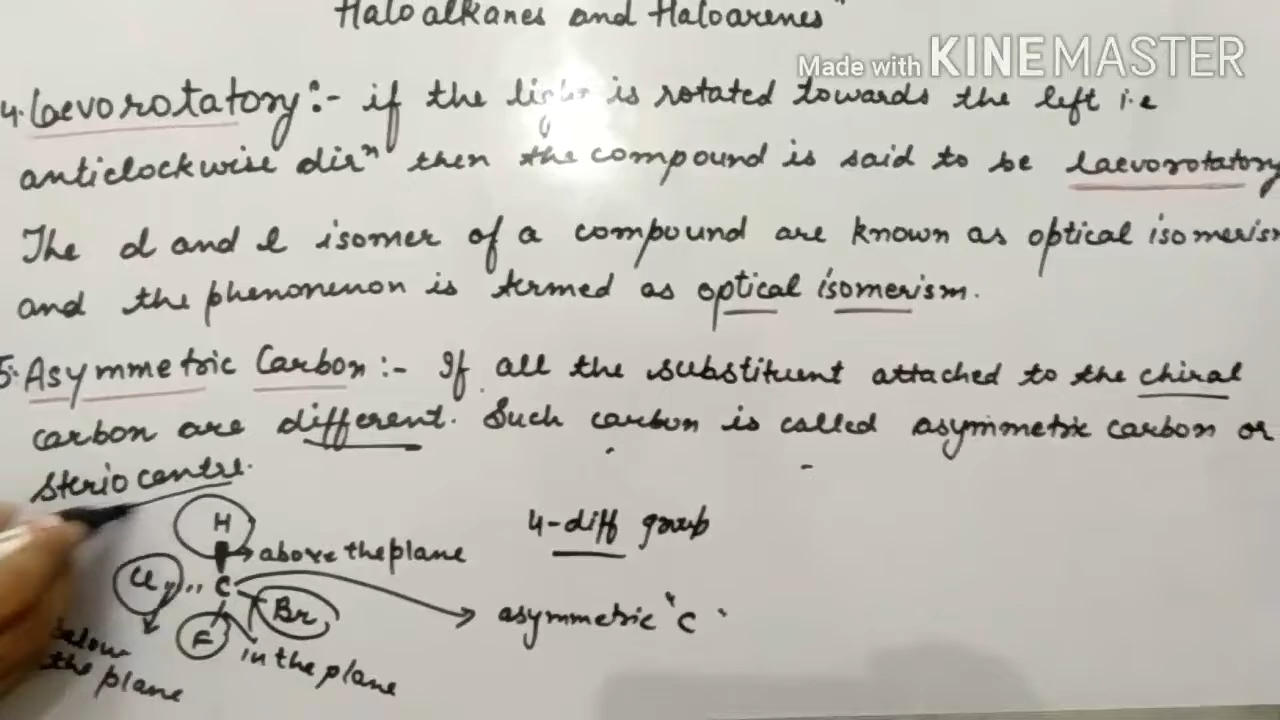 Haloalkanes and Haloarenes"
Made with KINEMASTER
4. Laevorotatory:- if the light is rotated towards the left i.e
anticlockwise dirⁿ then the compound is said to be laevorotatory
The d and l isomer of a compound are known as optical isomerism
and the phenonenon is termed as optical isomerism.
5. Asymmetric Carbon:- If all the substituent attached to the chiral
carbon are different. Such carbon is called asymmetric carbon or
sterio centre.
H
4-diff group
above the plane
Cl
C
Br
asymmetric "C"
F
below
the plane
in the plane